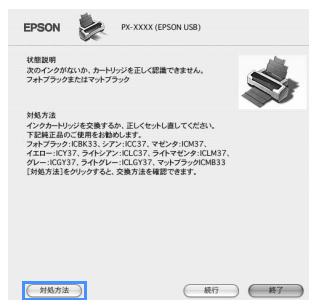 EPSON
PX-XXXX (EPSON USB)
状態説明
次のインクがないか、カートリッジを正しく認識できません。
フォトブラックまたはマットブラック
対処方法
インクカートリッジを交換するか、正しくセットし直してください。
下記純正品のご使用をお勧めします。
フォトブラック:ICBK33、シアン:ICC37、マゼンタ:ICM37、
イエロー:ICY37、ライトシアン:ICLC37、ライトマゼンタ:ICLM37、
グレー:ICGY37、ライトグレー:ICLGY37、マットブラックICMB33
[対処方法]をクリックすると、交換方法を確認できます。
対処方法
続行
終了